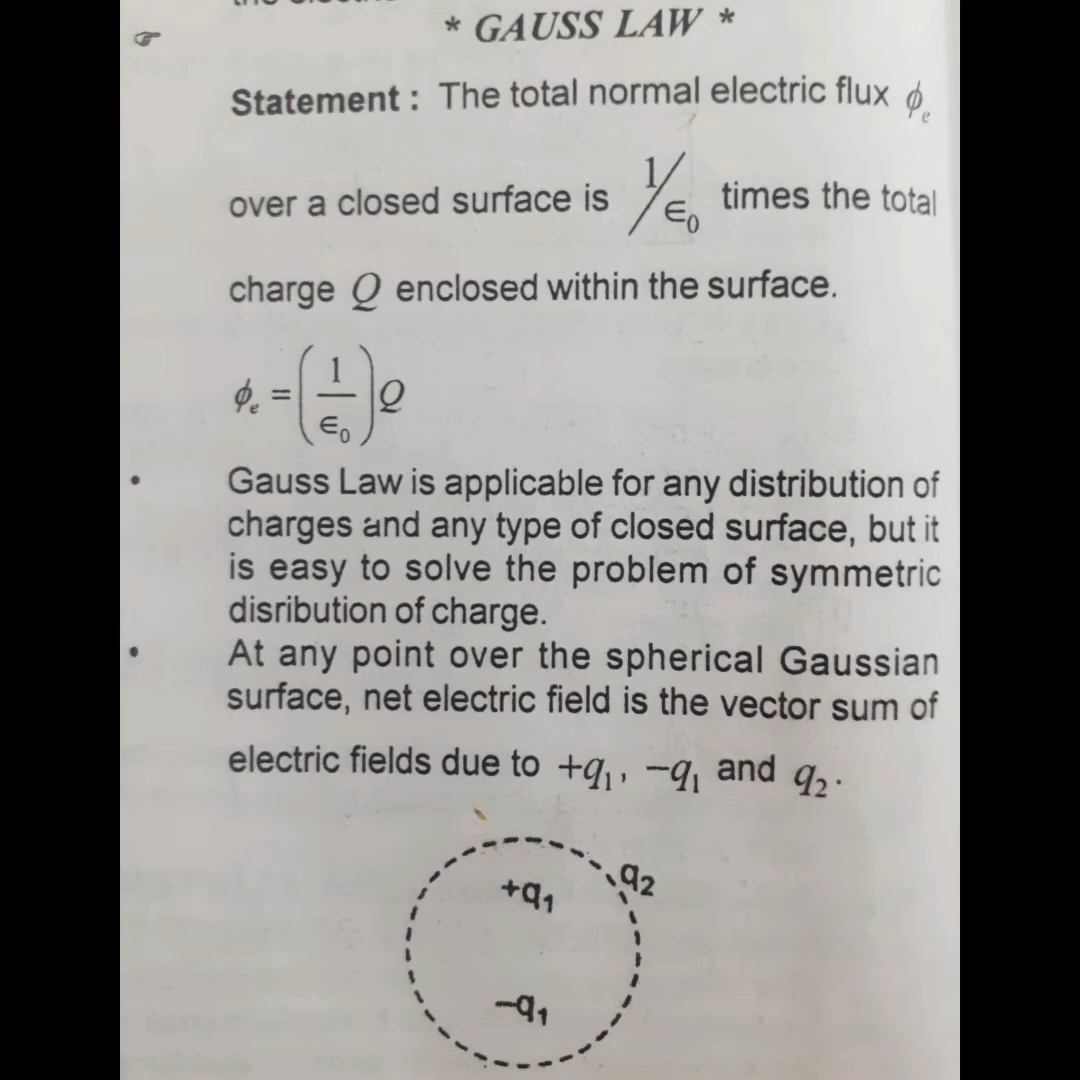 * GAUSS LAW *
Statement : The total normal electric flux ϕₑ
over a closed surface is 1/∈₀ times the total
charge Q enclosed within the surface.
ϕₑ = (1/∈₀) Q
• Gauss Law is applicable for any distribution of
charges and any type of closed surface, but it
is easy to solve the problem of symmetric
disribution of charge.
• At any point over the spherical Gaussian
surface, net electric field is the vector sum of
electric fields due to +q₁, −q₁ and q₂.
+q₁
q₂
−q₁